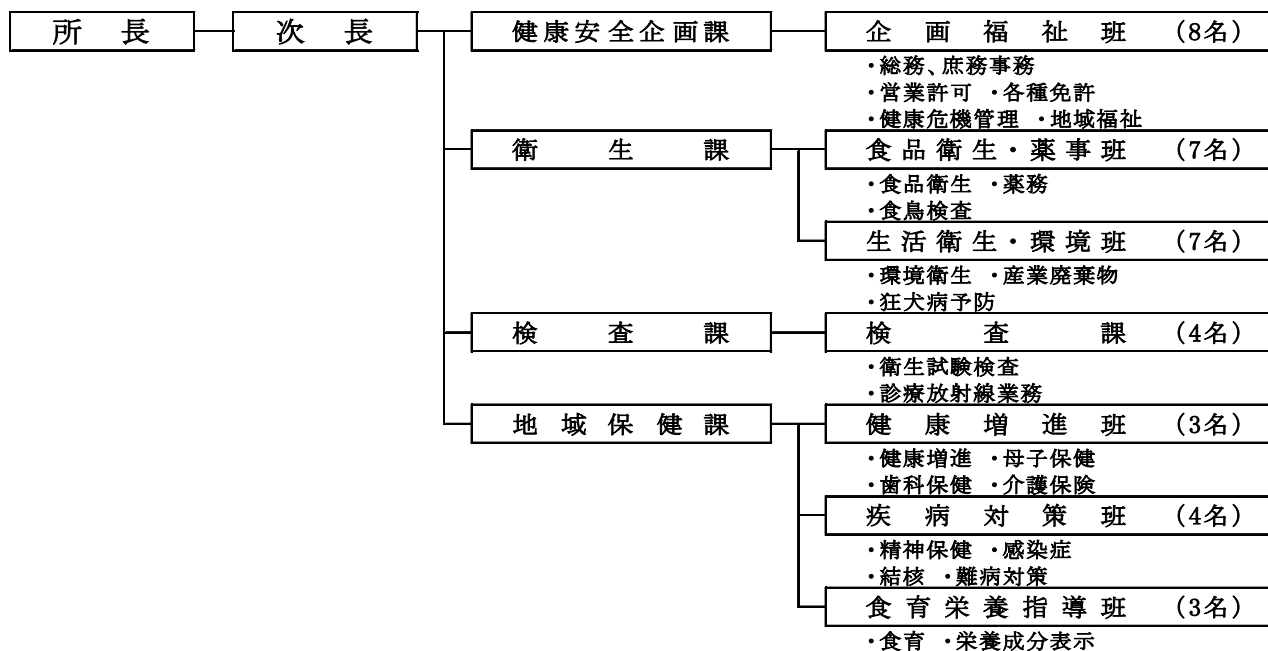 所長 次長 健康安全企画課 企画福祉班 (8名)
・総務、庶務事務
・営業許可 ・各種免許
・健康危機管理 ・地域福祉
衛生課 食品衛生・薬事班 (7名)
・食品衛生 ・薬務
・食鳥検査
生活衛生・環境班 (7名)
・環境衛生 ・産業廃棄物
・狂犬病予防
検査課 検査課 (4名)
・衛生試験検査
・診療放射線業務
地域保健課 健康増進班 (3名)
・健康増進 ・母子保健
・歯科保健 ・介護保険
疾病対策班 (4名)
・精神保健 ・感染症
・結核 ・難病対策
食育栄養指導班 (3名)
・食育 ・栄養成分表示